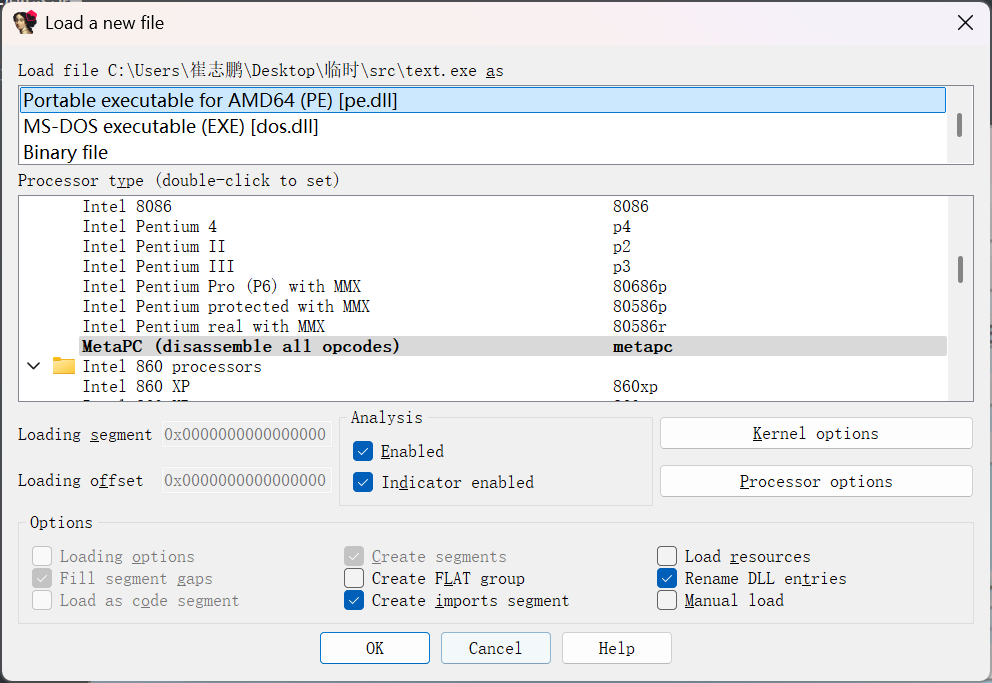 Load a new file
Load file C:\Users\崔志鹏\Desktop\临时\src\text.exe as
Portable executable for AMD64 (PE) [pe.dll]
MS-DOS executable (EXE) [dos.dll]
Binary file
Processor type (double-click to set)
Intel 8086 8086
Intel Pentium 4 p4
Intel Pentium II p2
Intel Pentium III p3
Intel Pentium Pro (P6) with MMX 80686p
Intel Pentium protected with MMX 80586p
Intel Pentium real with MMX 80586r
MetaPC (disassemble all opcodes) metapc
Intel 860 processors
Intel 860 XP 860xp
Analysis
Loading segment 0x0000000000000000
Enabled
Kernel options
Loading offset 0x0000000000000000
Indicator enabled
Processor options
Options
Loading options Create segments Load resources
Fill segment gaps Create FLAT group Rename DLL entries
Load as code segment Create imports segment Manual load
OK Cancel Help